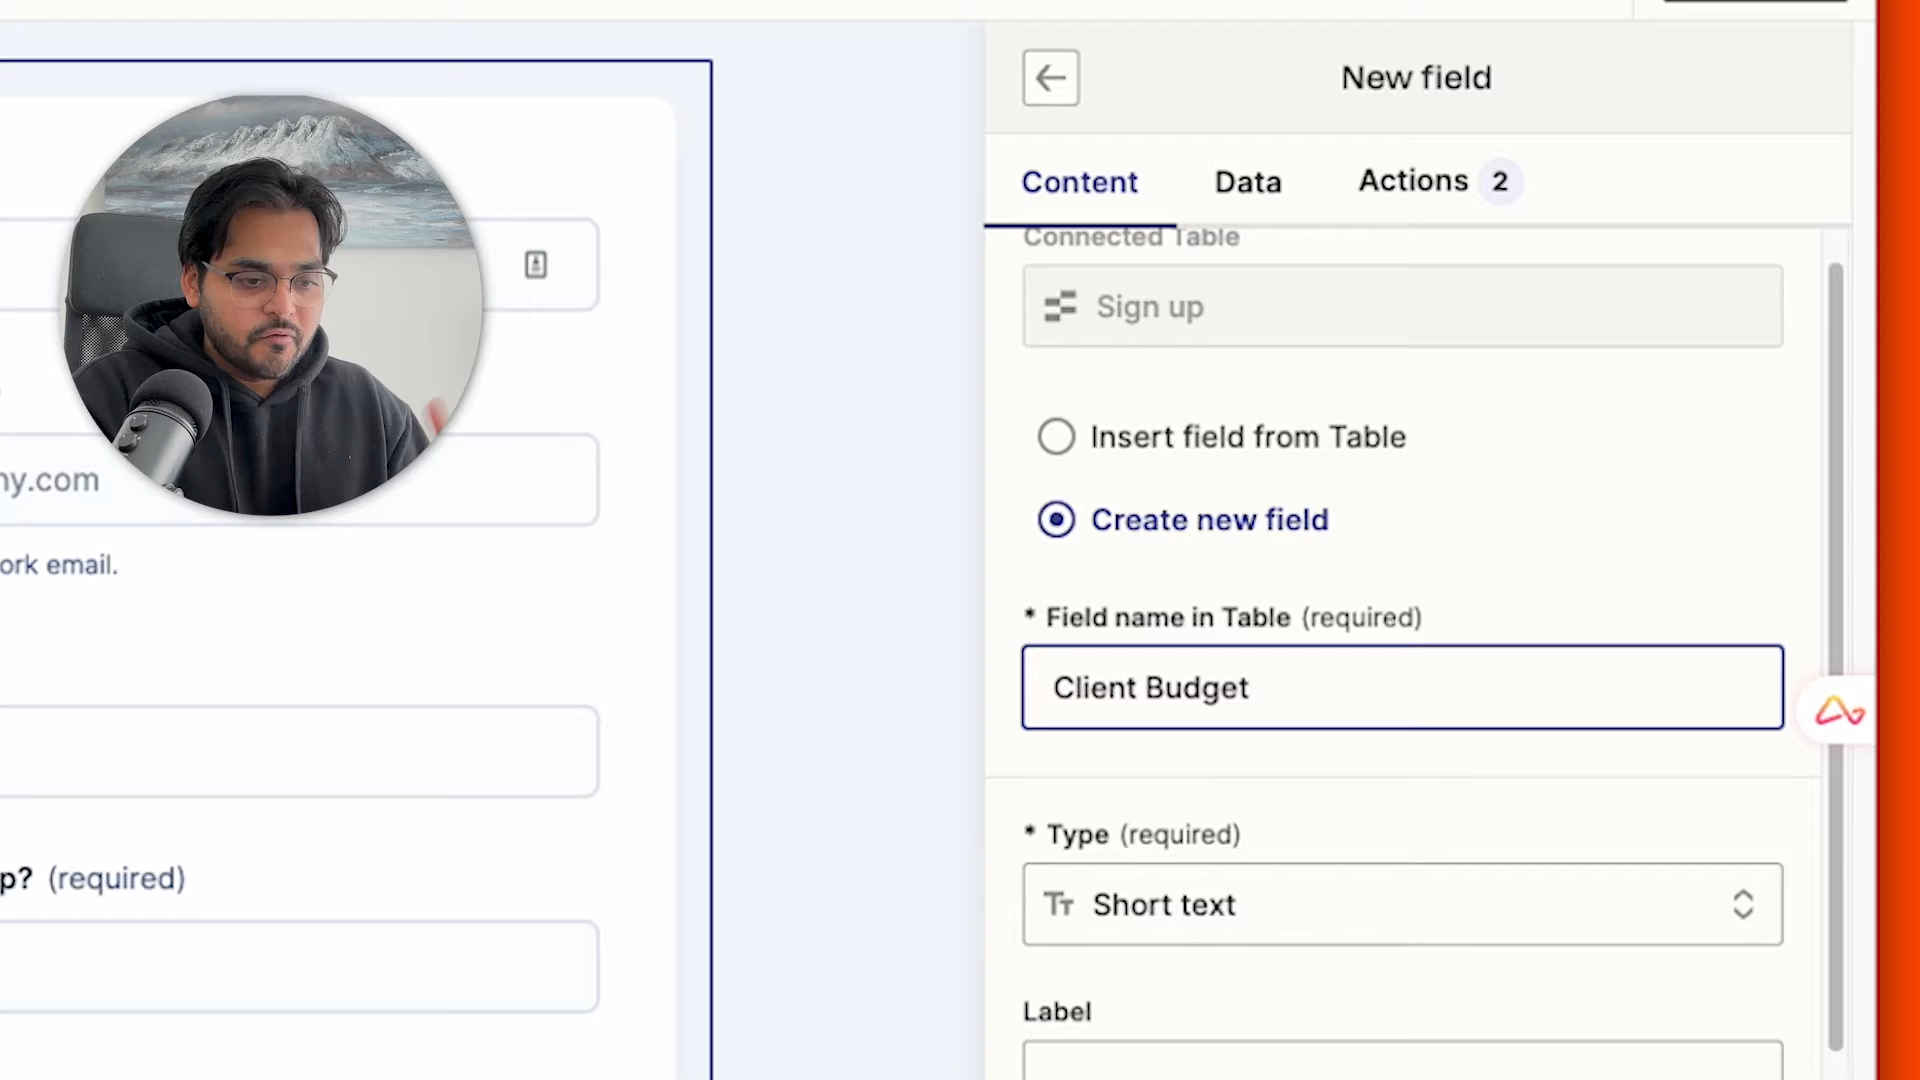 New field
Content
Data
Actions 2
Connected Table
Sign up
Insert field from Table
Create new field
* Field name in Table (required)
Client Budget
* Type (required)
Short text
Label
ny.com
ork email.
p? (required)